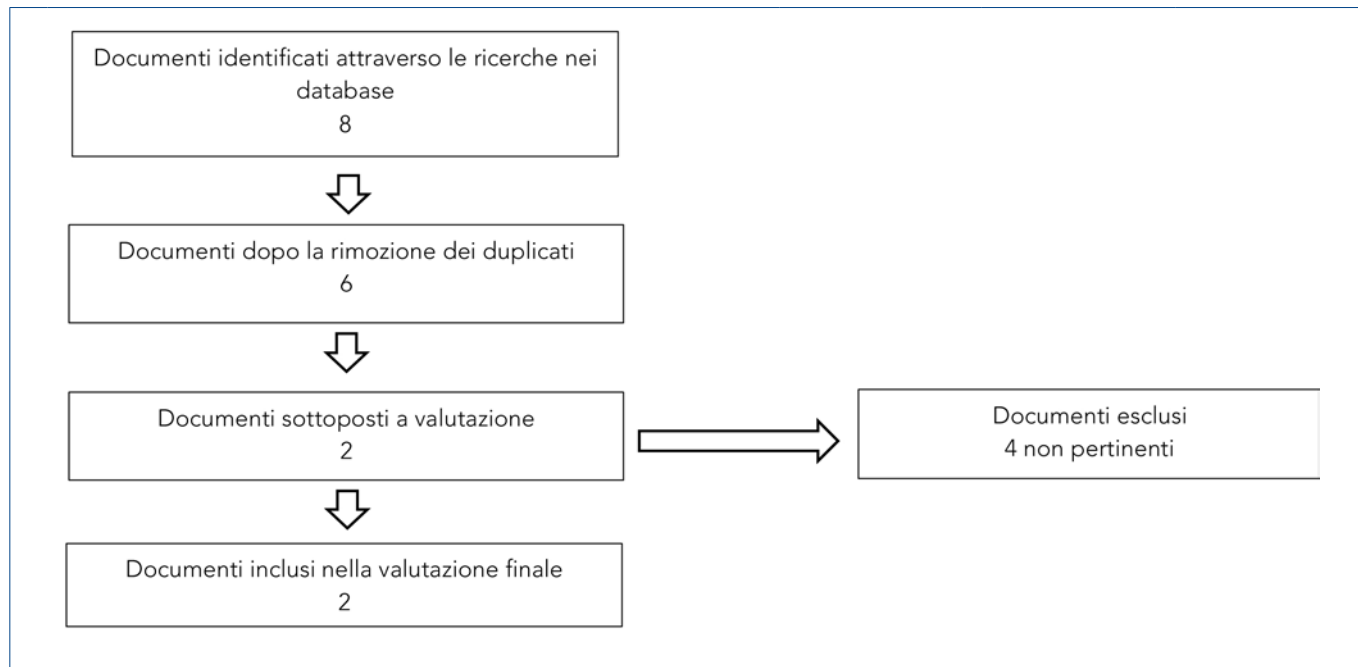 Documenti identificati attraverso le ricerche nei
database
8
Documenti dopo la rimozione dei duplicati
6
Documenti sottoposti a valutazione
2
Documenti esclusi
4 non pertinenti
Documenti inclusi nella valutazione finale
2